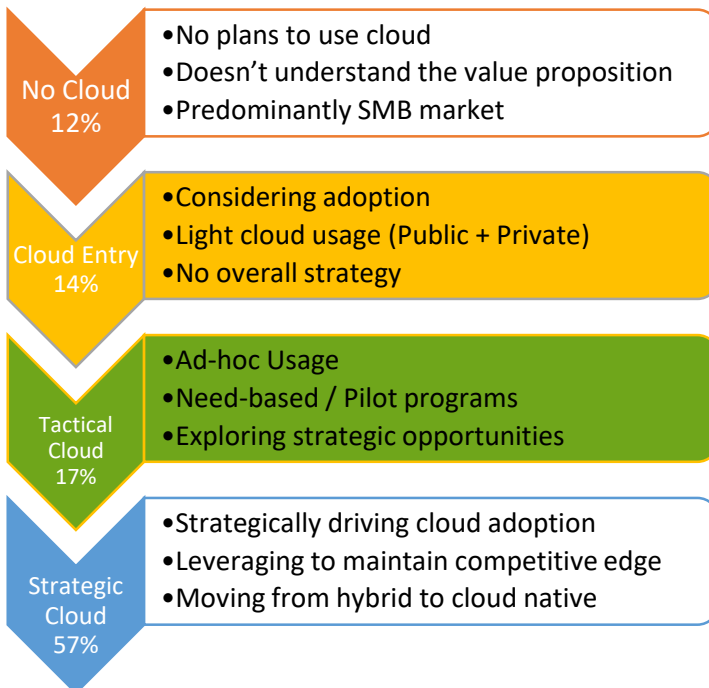 No Cloud
12%
•No plans to use cloud
•Doesn’t understand the value proposition
•Predominantly SMB market
Cloud Entry
14%
•Considering adoption
•Light cloud usage (Public + Private)
•No overall strategy
Tactical
Cloud
17%
•Ad-hoc Usage
•Need-based / Pilot programs
•Exploring strategic opportunities
Strategic
Cloud
57%
•Strategically driving cloud adoption
•Leveraging to maintain competitive edge
•Moving from hybrid to cloud native